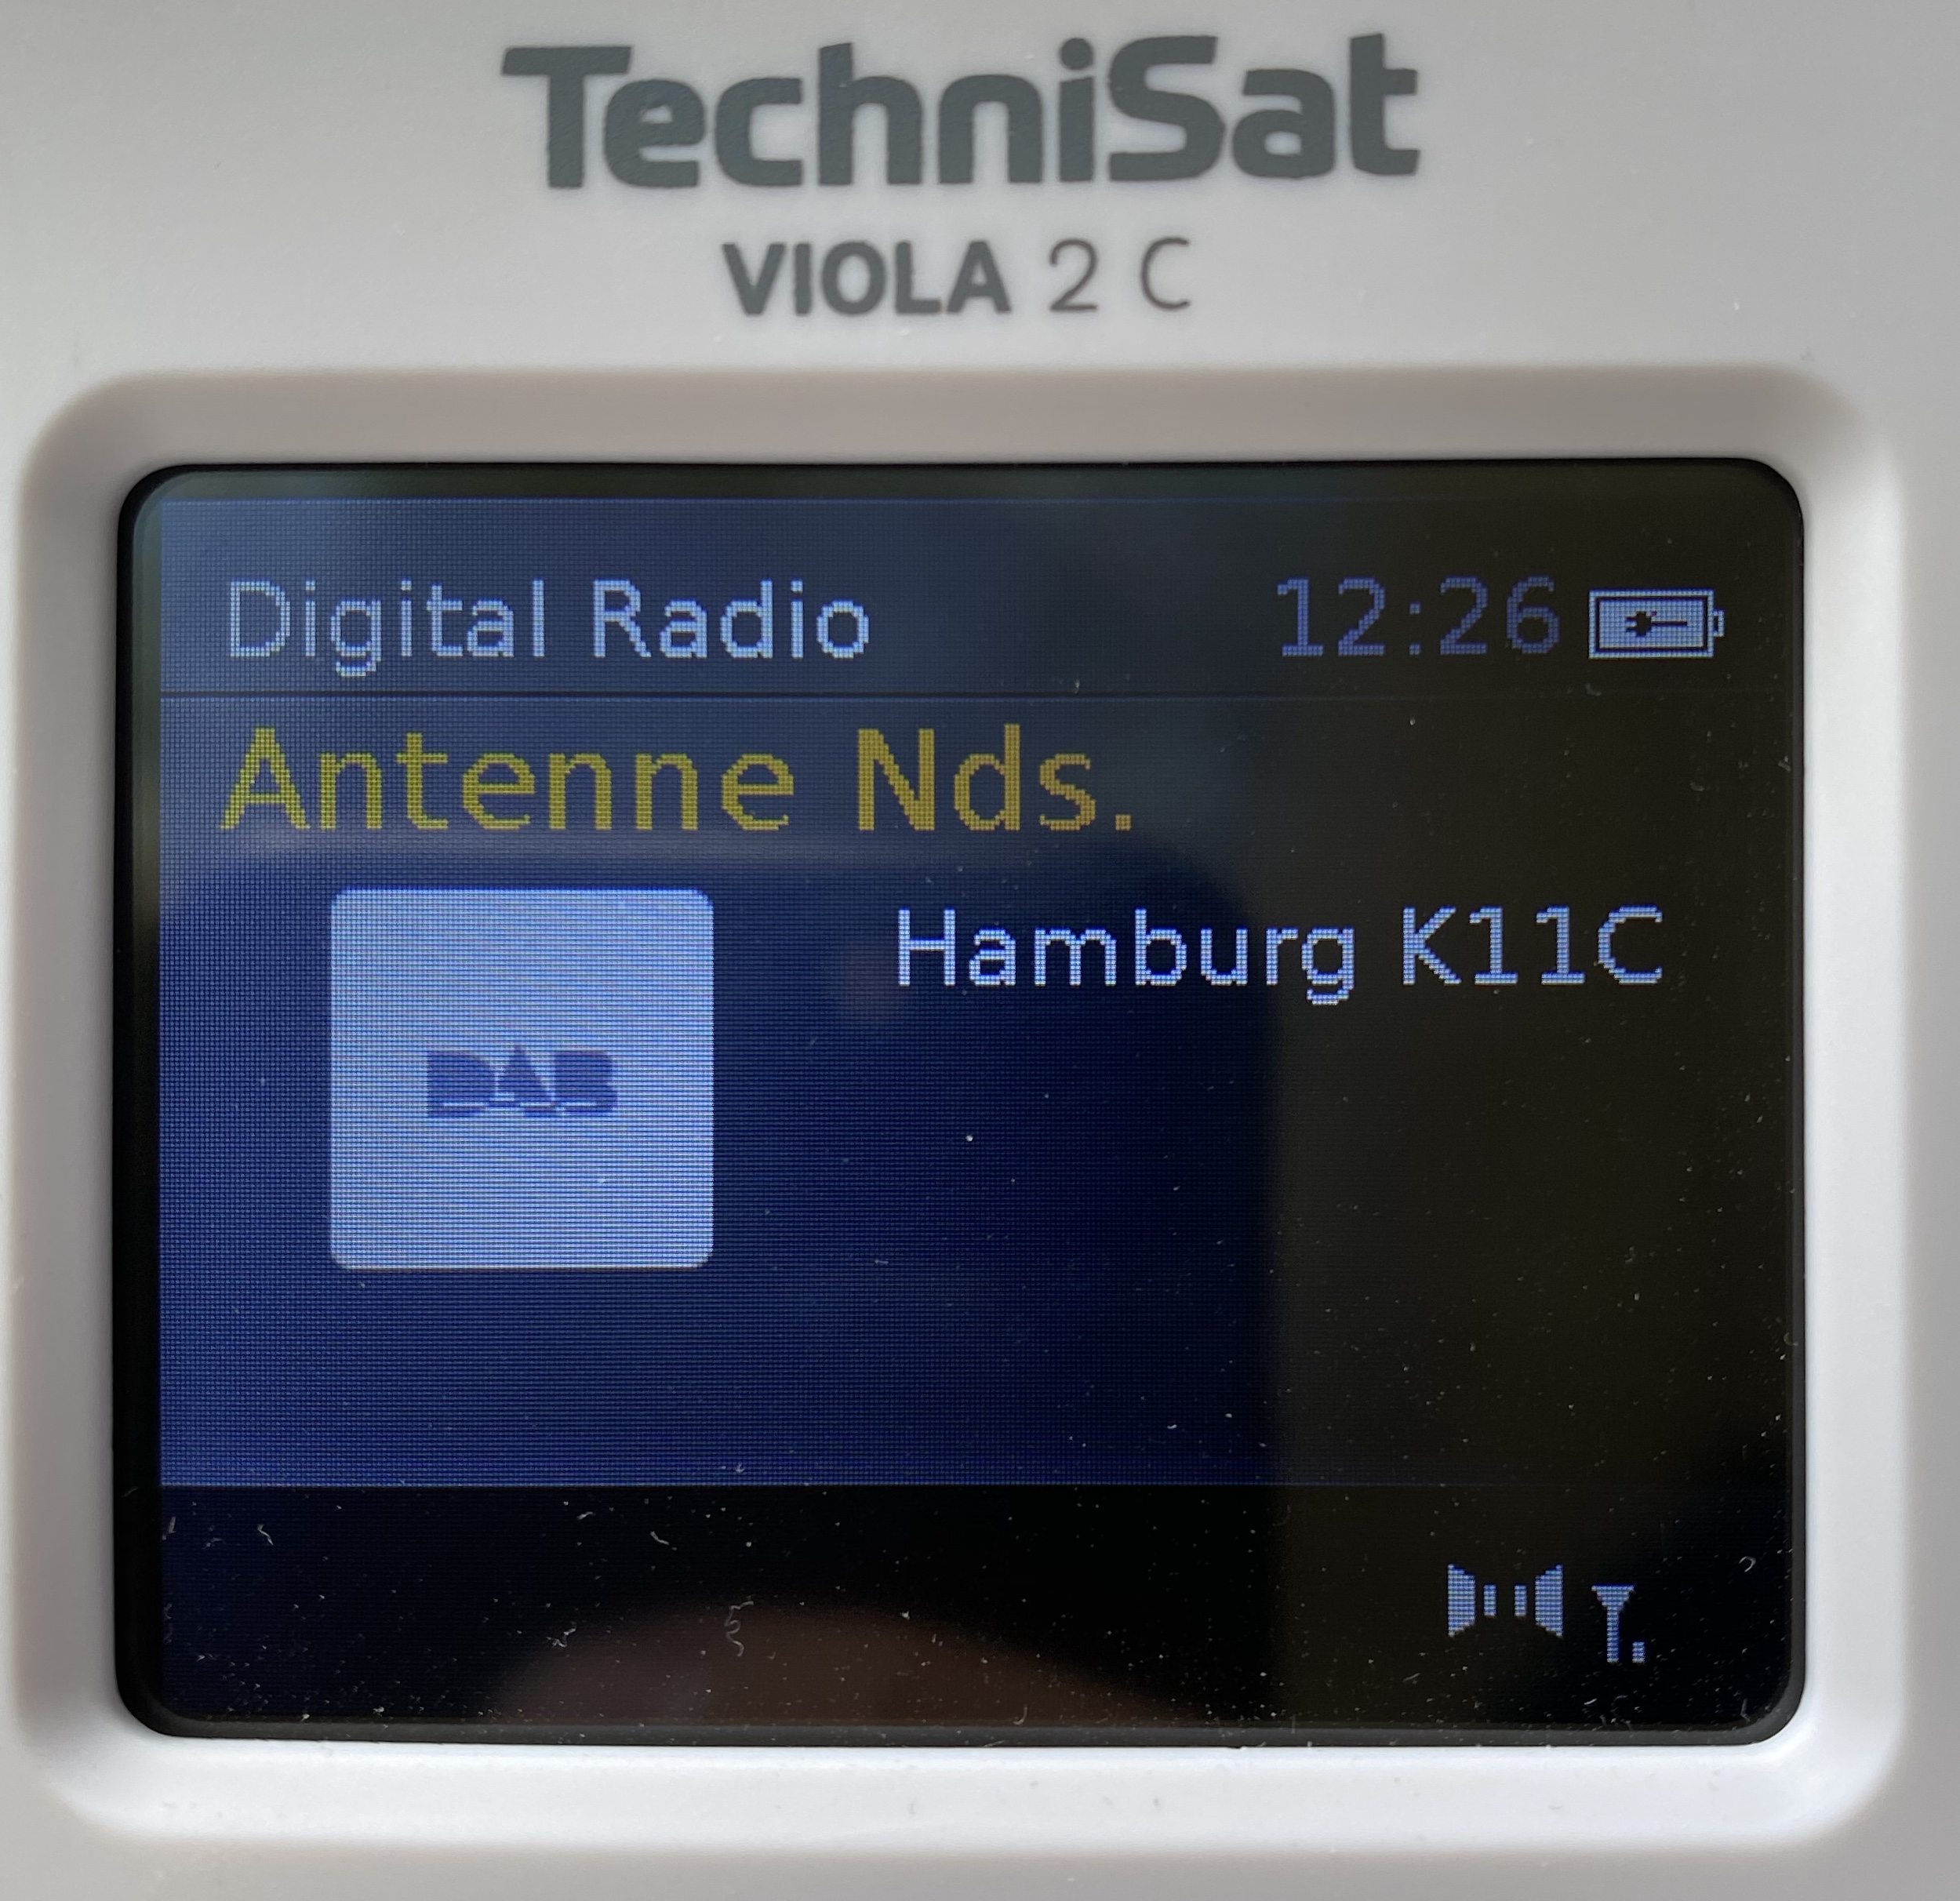 TechniSat
VIOLA 2 C
Digital Radio 12:26
Antenne Nds.
Hamburg K11C
DAB